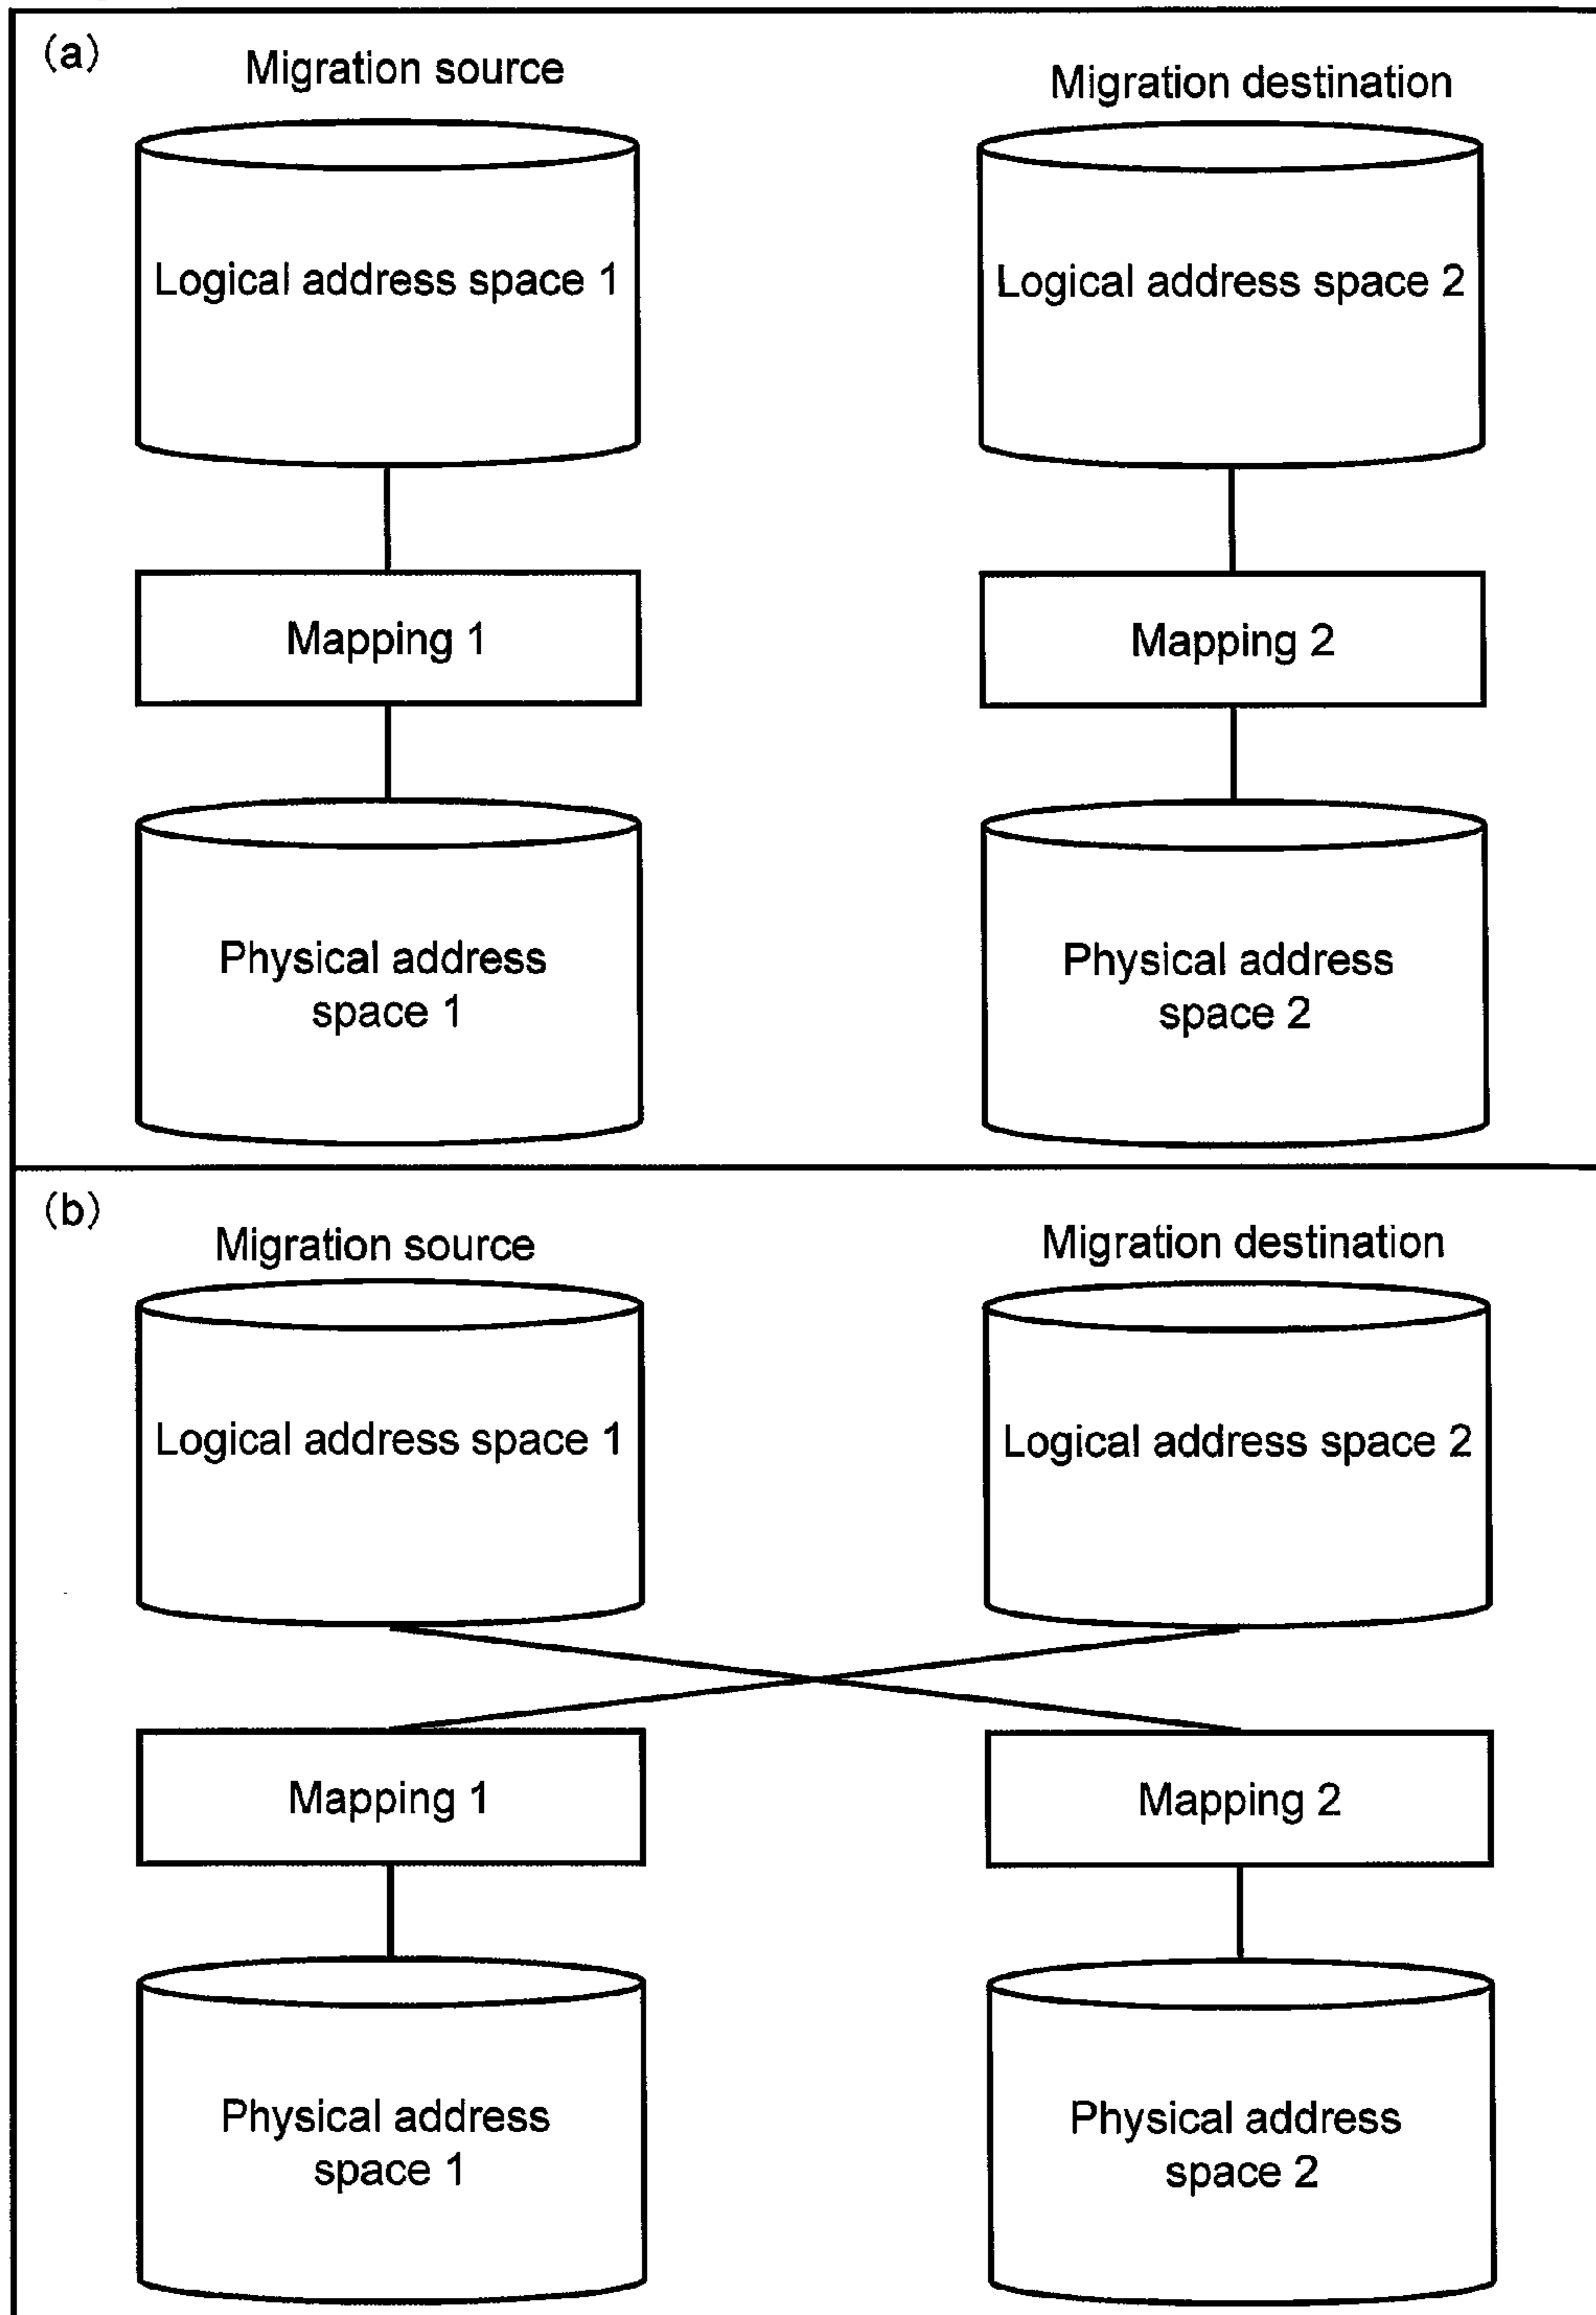 (a)
Migration source
Migration destination
Logical address space 1
Logical address space 2
Mapping 1
Mapping 2
Physical address
space 1
Physical address
space 2
(b)
Migration source
Migration destination
Logical address space 1
Logical address space 2
Mapping 1
Mapping 2
Physical address
space 1
Physical address
space 2